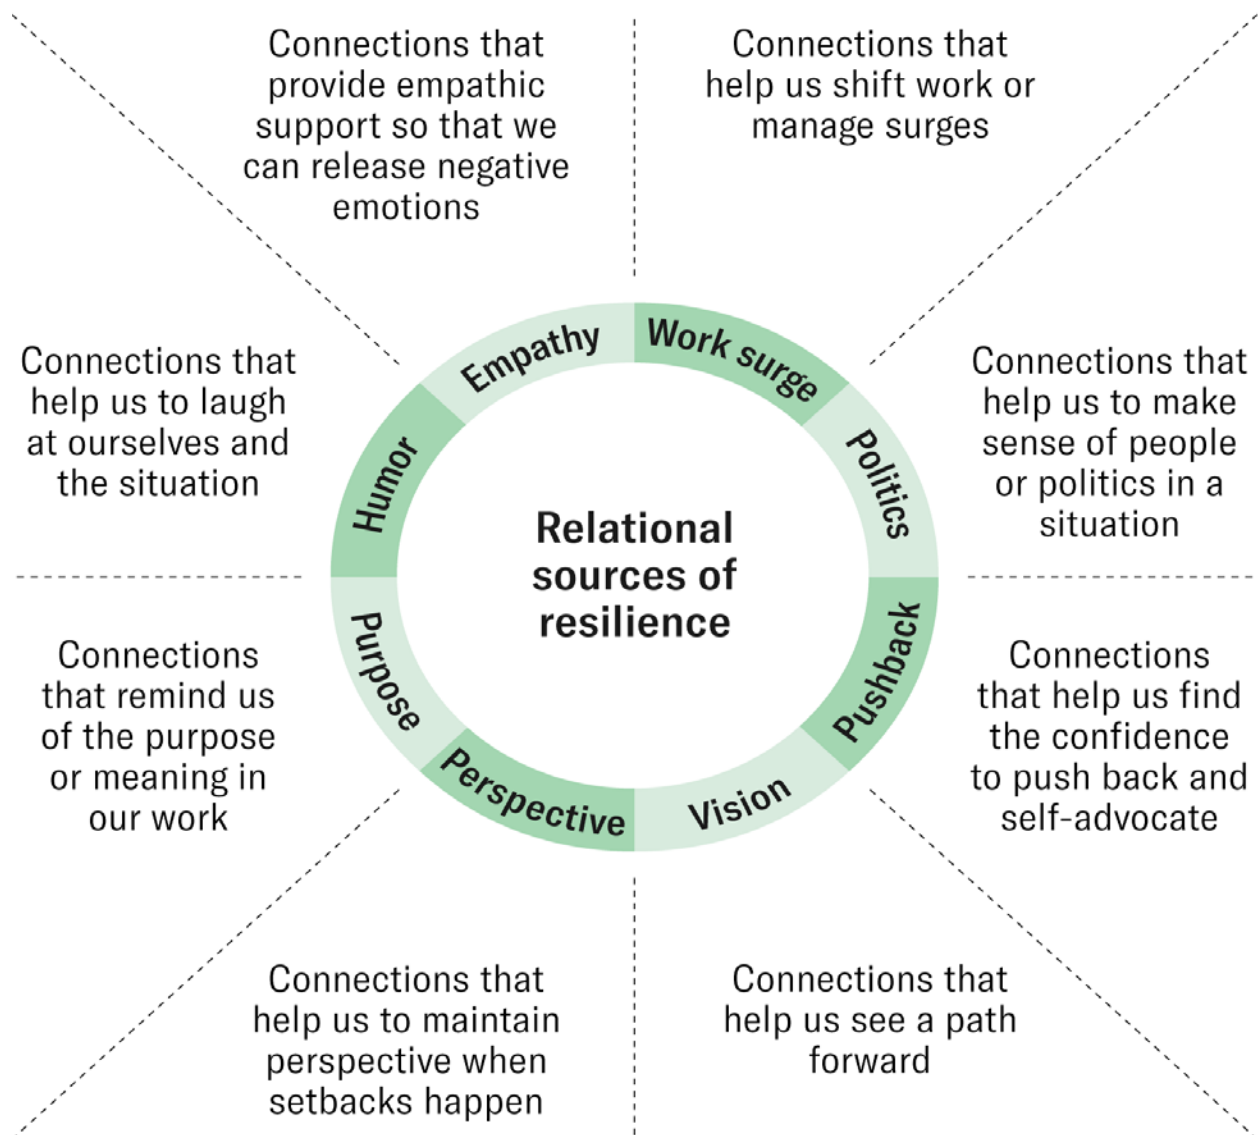 Connections that
provide empathic
support so that we
can release negative
emotions
Connections that
help us shift work or
manage surges
Connections that
help us to laugh
at ourselves and
the situation
Connections that
help us to make
sense of people
or politics in a
situation
Empathy
Work surge
Humor
Politics
Relational
sources of
resilience
Purpose
Pushback
Perspective
Vision
Connections
that remind us
of the purpose
or meaning in
our work
Connections
that help us find
the confidence
to push back and
self-advocate
Connections that
help us to maintain
perspective when
setbacks happen
Connections that
help us see a path
forward